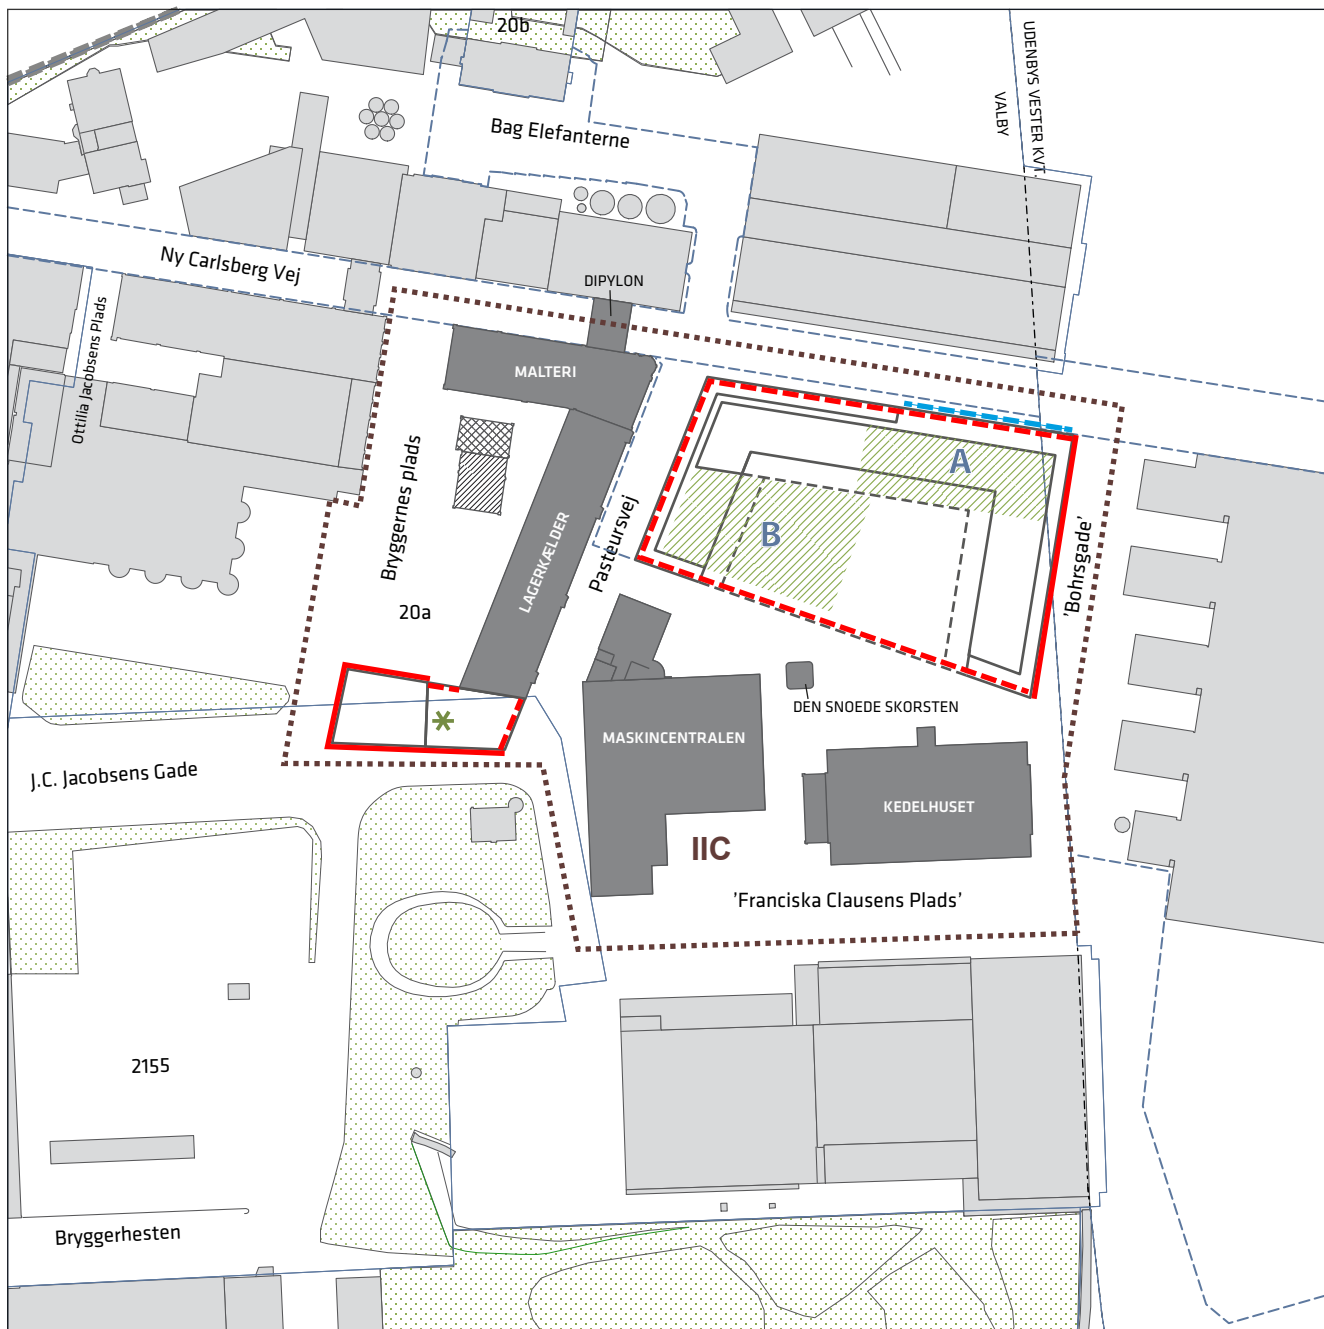 20b
UDENBYS VESTER KVT.
VALBY
Bag Elefanterne
Ny Carlsberg Vej
DIPYLON
Ottilia Jacobsens Plads
MALTERI
Bryggernes plads
A
B
LAGERKÆLDER
Pasteursvej
'Bohrsgade'
20a
*
DEN SNOEDE SKORSTEN
MASKINCENTRALEN
J.C. Jacobsens Gade
KEDELHUSET
IIC
'Franciska Clausens Plads'
2155
Bryggerhesten